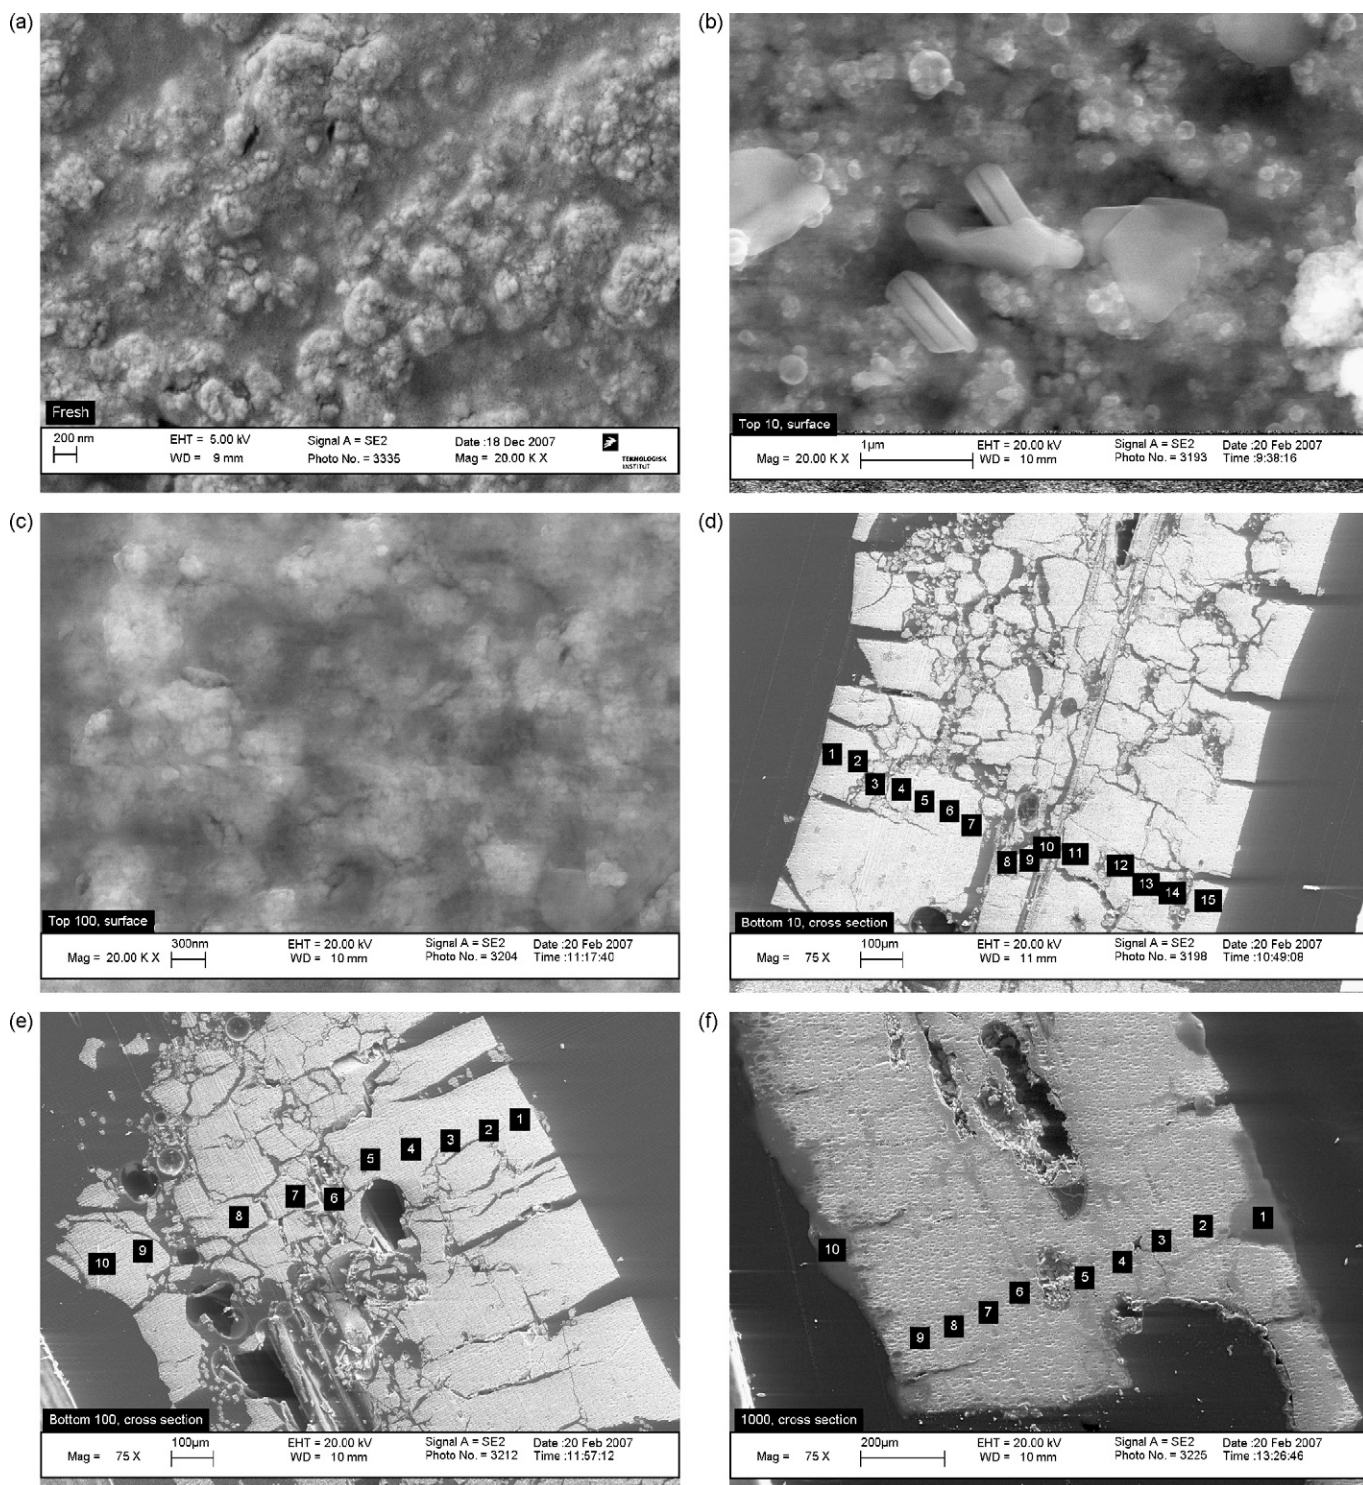 (a)
Fresh
200 nm
EHT = 5.00 kV
Signal A = SE2
Date :18 Dec 2007
WD = 9 mm
Photo No. = 3335
Mag = 20.00 K X
TEKNOLOGISK
INSTITUT
(b)
Top 10, surface
Mag = 20.00 K X
1µm
EHT = 20.00 kV
Signal A = SE2
Date :20 Feb 2007
WD = 10 mm
Photo No. = 3193
Time :9:38:16
(c)
Top 100, surface
Mag = 20.00 K X
300nm
EHT = 20.00 kV
Signal A = SE2
Date :20 Feb 2007
WD = 10 mm
Photo No. = 3204
Time :11:17:40
(d)
1
2
3
4
5
6
7
8
9
10
11
12
13
14
15
Bottom 10, cross section
Mag = 75 X
100µm
EHT = 20.00 kV
Signal A = SE2
Date :20 Feb 2007
WD = 11 mm
Photo No. = 3198
Time :10:49:08
(e)
1
2
3
4
5
6
7
8
9
10
Bottom 100, cross section
Mag = 75 X
100µm
EHT = 20.00 kV
Signal A = SE2
Date :20 Feb 2007
WD = 10 mm
Photo No. = 3212
Time :11:57:12
(f)
1
2
3
4
5
6
7
8
9
10
1000, cross section
Mag = 75 X
200µm
EHT = 20.00 kV
Signal A = SE2
Date :20 Feb 2007
WD = 10 mm
Photo No. = 3225
Time :13:26:46